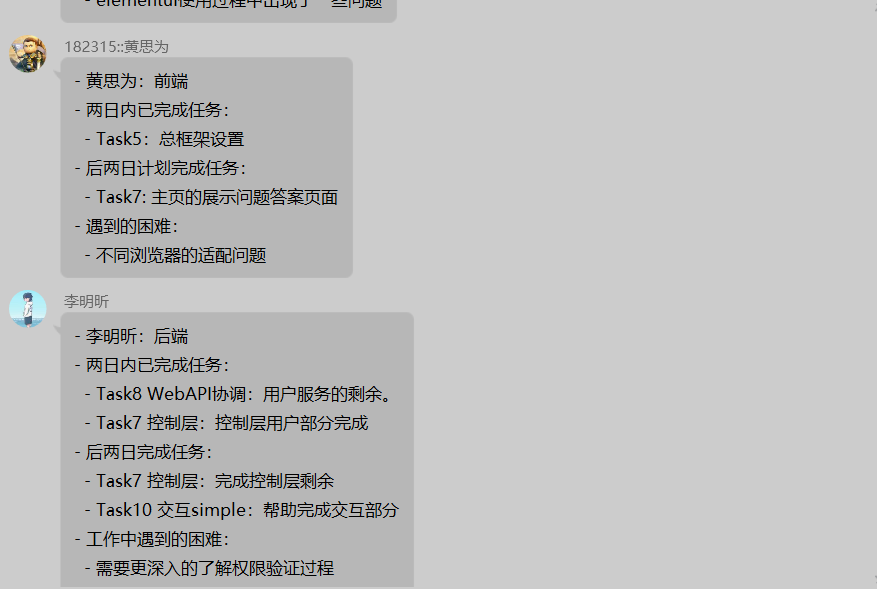 - elementui使用过程中出现了一些问题
182315::黄思为
- 黄思为：前端
- 两日内已完成任务：
- Task5：总框架设置
- 后两日计划完成任务：
- Task7: 主页的展示问题答案页面
- 遇到的困难：
- 不同浏览器的适配问题
李明昕
- 李明昕：后端
- 两日内已完成任务：
- Task8 WebAPI协调：用户服务的剩余。
- Task7 控制层：控制层用户部分完成
- 后两日完成任务：
- Task7 控制层：完成控制层剩余
- Task10 交互simple：帮助完成交互部分
- 工作中遇到的困难：
- 需要更深入的了解权限验证过程